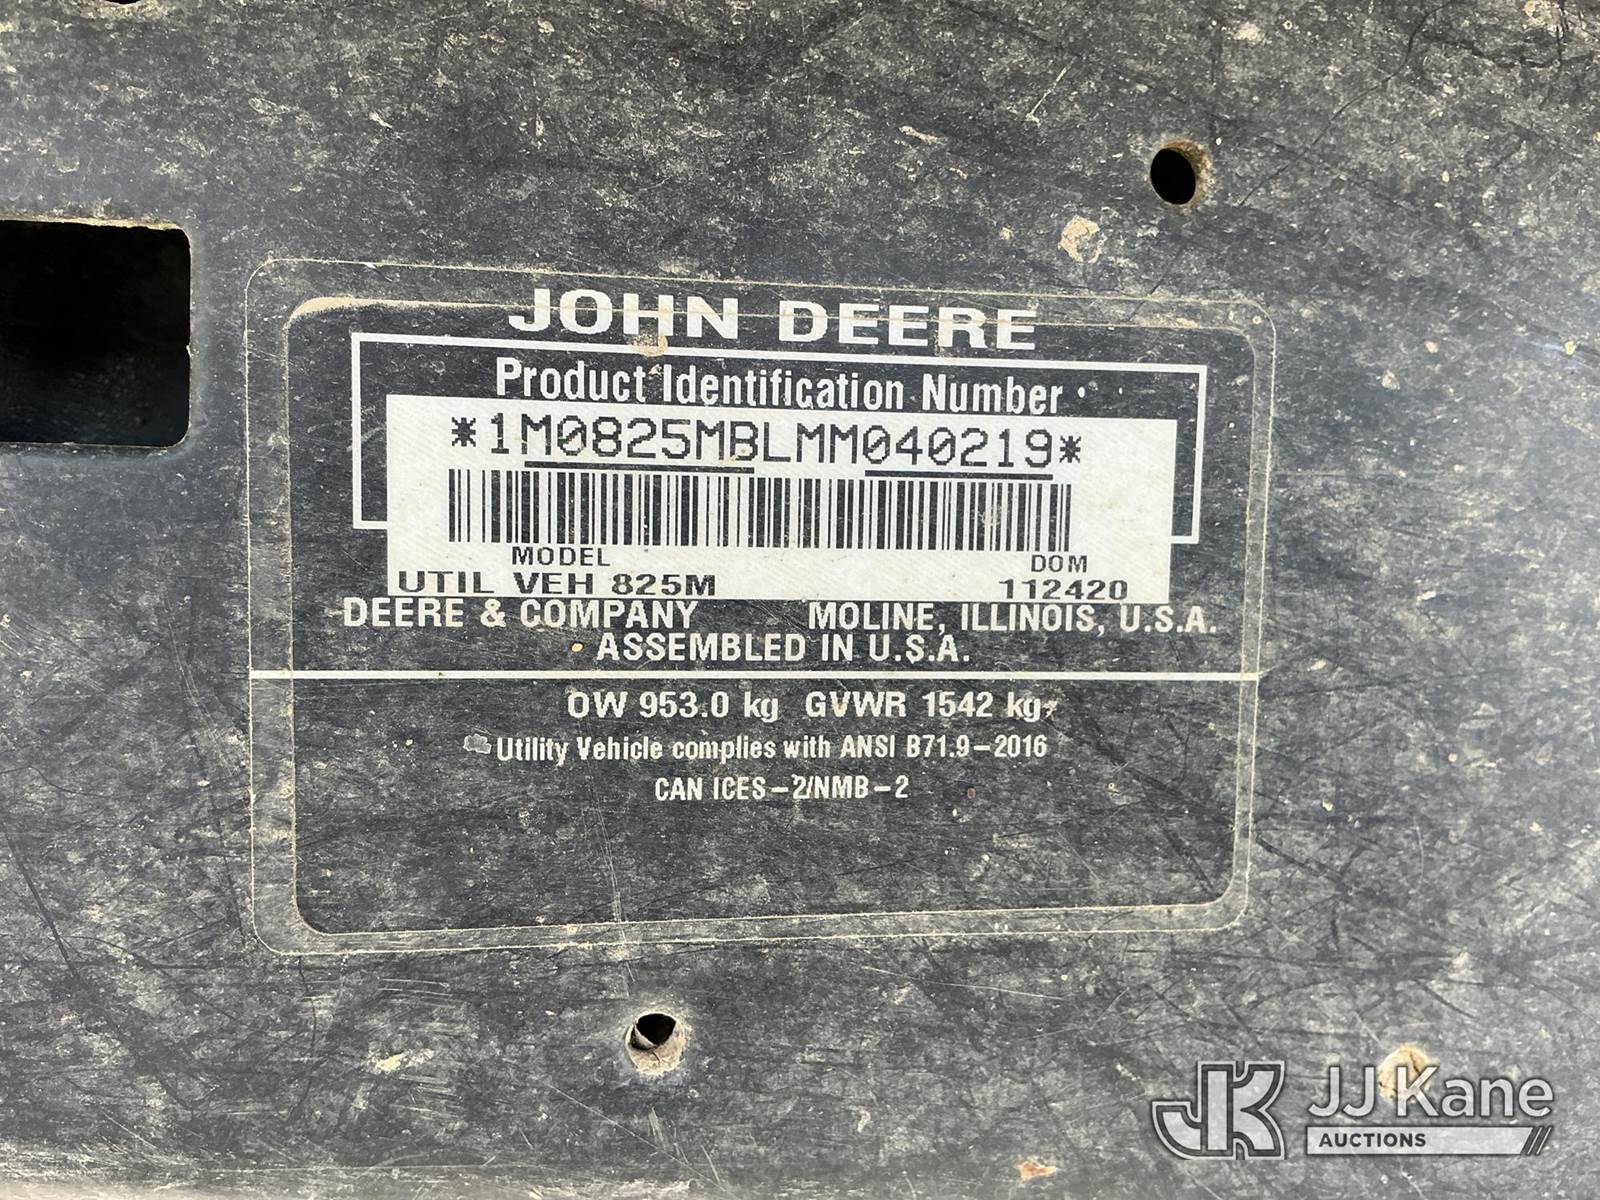 JOHN DEERE
Product Identification Number
*1M0825MBLMM040219*
MODEL DOM
UTIL VEH 825M 112420
DEERE & COMPANY MOLINE, ILLINOIS, U.S.A.
ASSEMBLED IN U.S.A.
OW 953.0 kg GVWR 1542 kg
Utility Vehicle complies with ANSI B71.9-2016
CAN ICES-2/NMB-2
JK JJ Kane
AUCTIONS